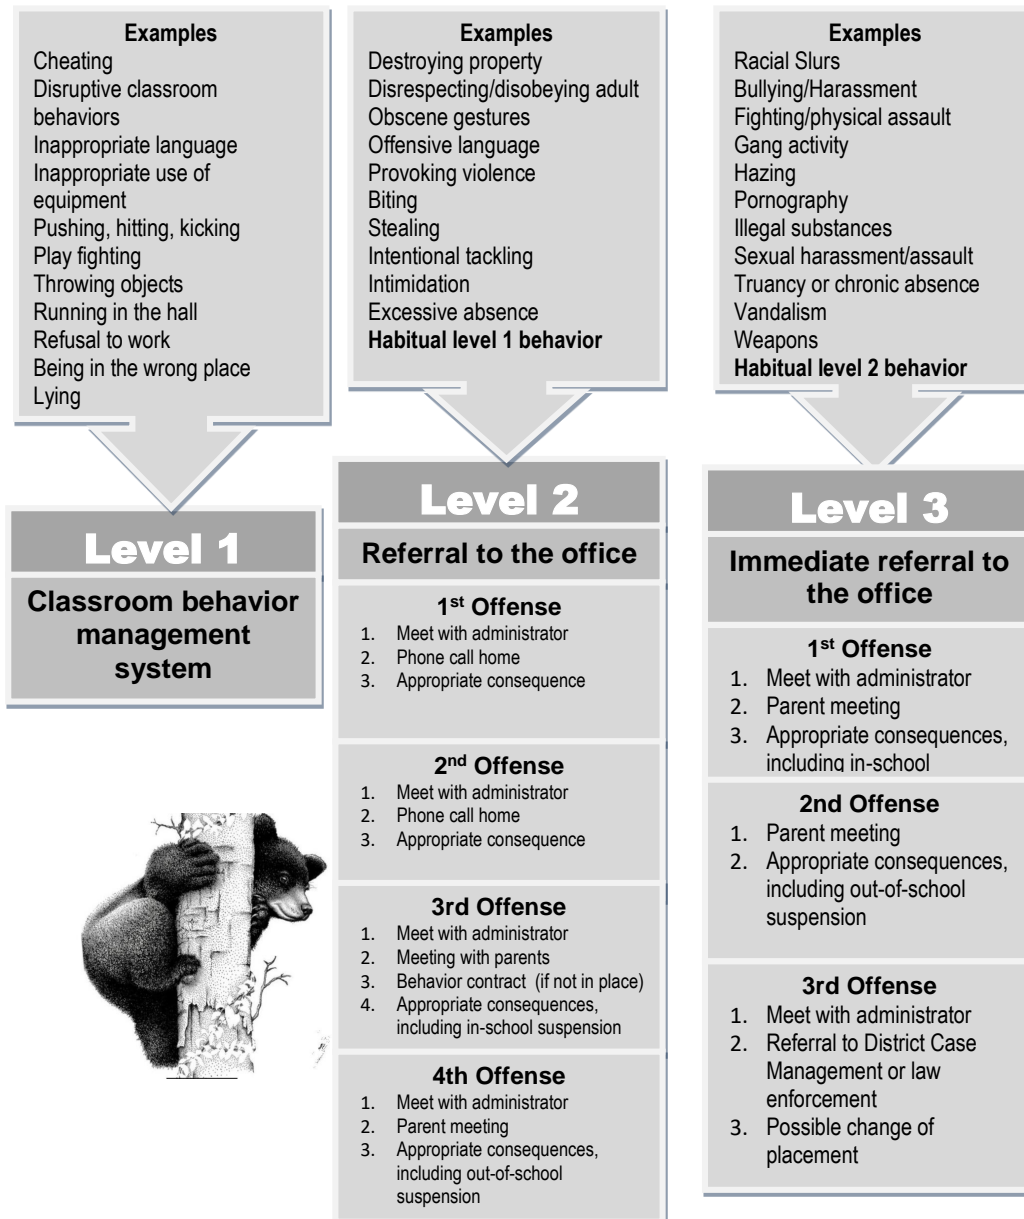 Examples
Cheating
Disruptive classroom
behaviors
Inappropriate language
Inappropriate use of
equipment
Pushing, hitting, kicking
Play fighting
Throwing objects
Running in the hall
Refusal to work
Being in the wrong place
Lying
Level 1
Classroom behavior
management
system
Examples
Destroying property
Disrespecting/disobeying adult
Obscene gestures
Offensive language
Provoking violence
Biting
Stealing
Intentional tackling
Intimidation
Excessive absence
Habitual level 1 behavior
Level 2
Referral to the office
1st Offense
1. Meet with administrator
2. Phone call home
3. Appropriate consequence
2nd Offense
1. Meet with administrator
2. Phone call home
3. Appropriate consequence
3rd Offense
1. Meet with administrator
2. Meeting with parents
3. Behavior contract (if not in place)
4. Appropriate consequences,
including in-school suspension
4th Offense
1. Meet with administrator
2. Parent meeting
3. Appropriate consequences,
including out-of-school
suspension
Examples
Racial Slurs
Bullying/Harassment
Fighting/physical assault
Gang activity
Hazing
Pornography
Illegal substances
Sexual harassment/assault
Truancy or chronic absence
Vandalism
Weapons
Habitual level 2 behavior
Level 3
Immediate referral to
the office
1st Offense
1. Meet with administrator
2. Parent meeting
3. Appropriate consequences,
including in-school
2nd Offense
1. Parent meeting
2. Appropriate consequences,
including out-of-school
suspension
3rd Offense
1. Meet with administrator
2. Referral to District Case
Management or law
enforcement
3. Possible change of
placement